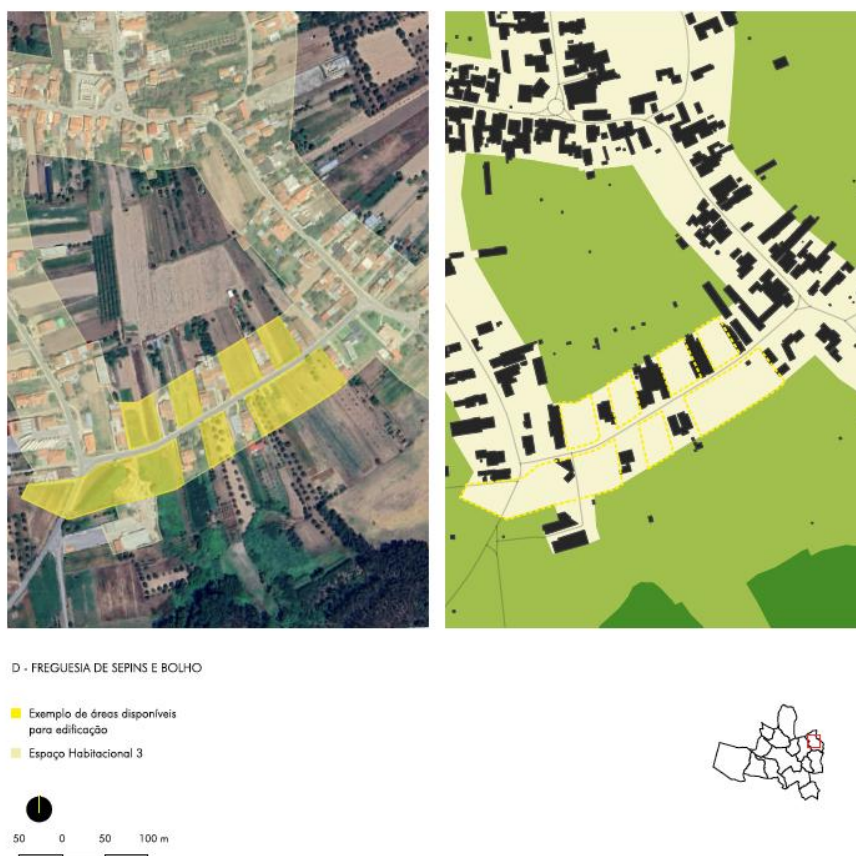 D - FREGUESIA DE SEPINS E BOLHO
Exemplo de áreas disponíveis
para edificação
Espaço Habitacional 3
50 0 50 100 m